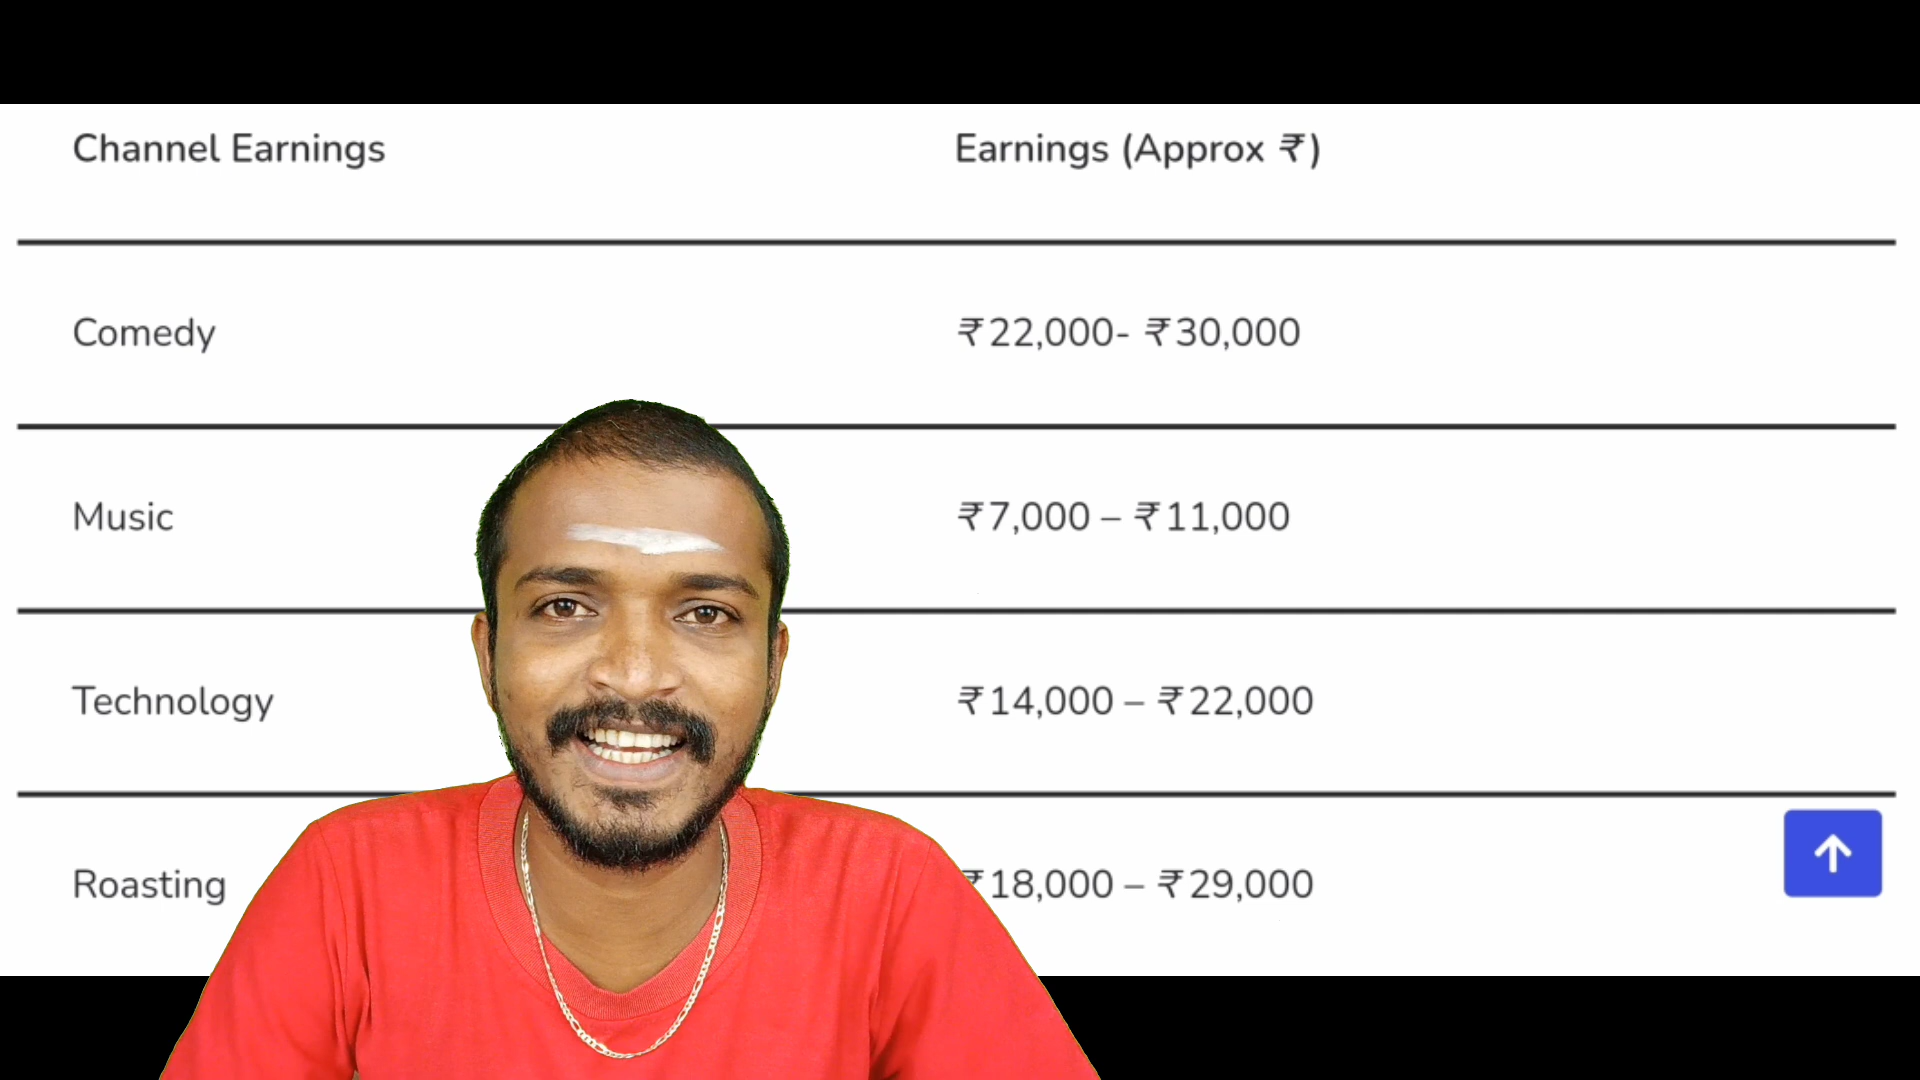 Channel Earnings Earnings (Approx ₹)
Comedy ₹22,000- ₹30,000
Music ₹7,000 – ₹11,000
Technology ₹14,000 – ₹22,000
Roasting ₹18,000 – ₹29,000